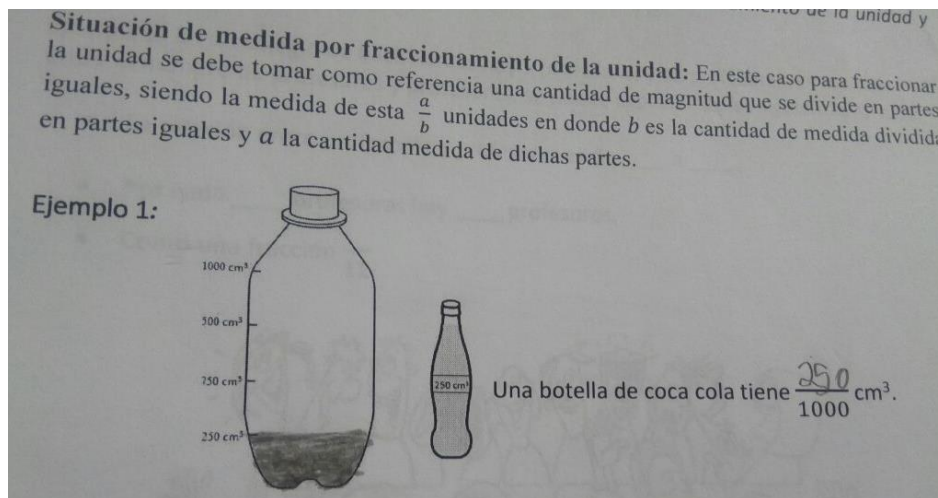 de la unidad y
Situación de medida por fraccionamiento de la unidad: En este caso para fraccionar
la unidad se debe tomar como referencia una cantidad de magnitud que se divide en partes
iguales, siendo la medida de esta a/b unidades en donde b es la cantidad de medida dividida
en partes iguales y a la cantidad medida de dichas partes.
Ejemplo 1:
1000 cm³
500 cm³
750 cm³
250 cm³
250 cm³
Una botella de coca cola tiene 250/1000 cm³.